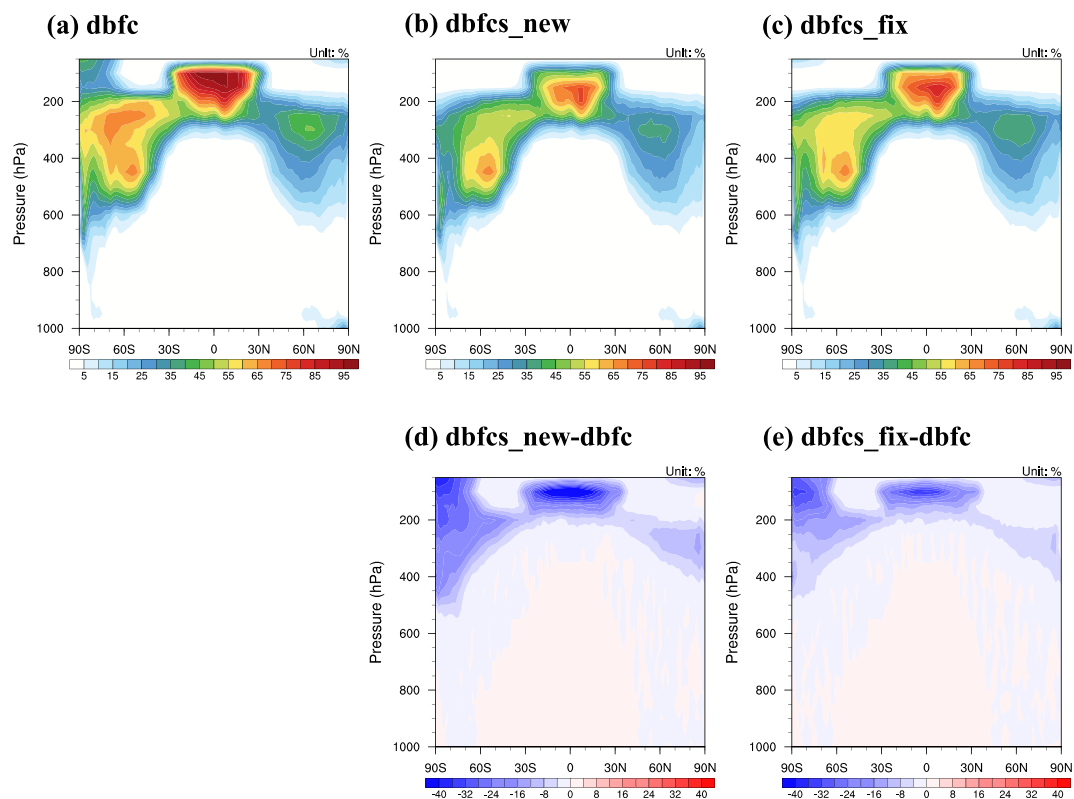 (a) dbfc
(b) dbfcs_new
(c) dbfcs_fix
Unit: %
Unit: %
Unit: %
Pressure (hPa)
200
400
600
800
1000
90S 60S 30S 0 30N 60N 90N
5 15 25 35 45 55 65 75 85 95
Pressure (hPa)
200
400
600
800
1000
90S 60S 30S 0 30N 60N 90N
5 15 25 35 45 55 65 75 85 95
Pressure (hPa)
200
400
600
800
1000
90S 60S 30S 0 30N 60N 90N
5 15 25 35 45 55 65 75 85 95
(d) dbfcs_new-dbfc
(e) dbfcs_fix-dbfc
Unit: %
Unit: %
Pressure (hPa)
200
400
600
800
1000
90S 60S 30S 0 30N 60N 90N
-40 -32 -24 -16 -8 0 8 16 24 32 40
Pressure (hPa)
200
400
600
800
1000
90S 60S 30S 0 30N 60N 90N
-40 -32 -24 -16 -8 0 8 16 24 32 40